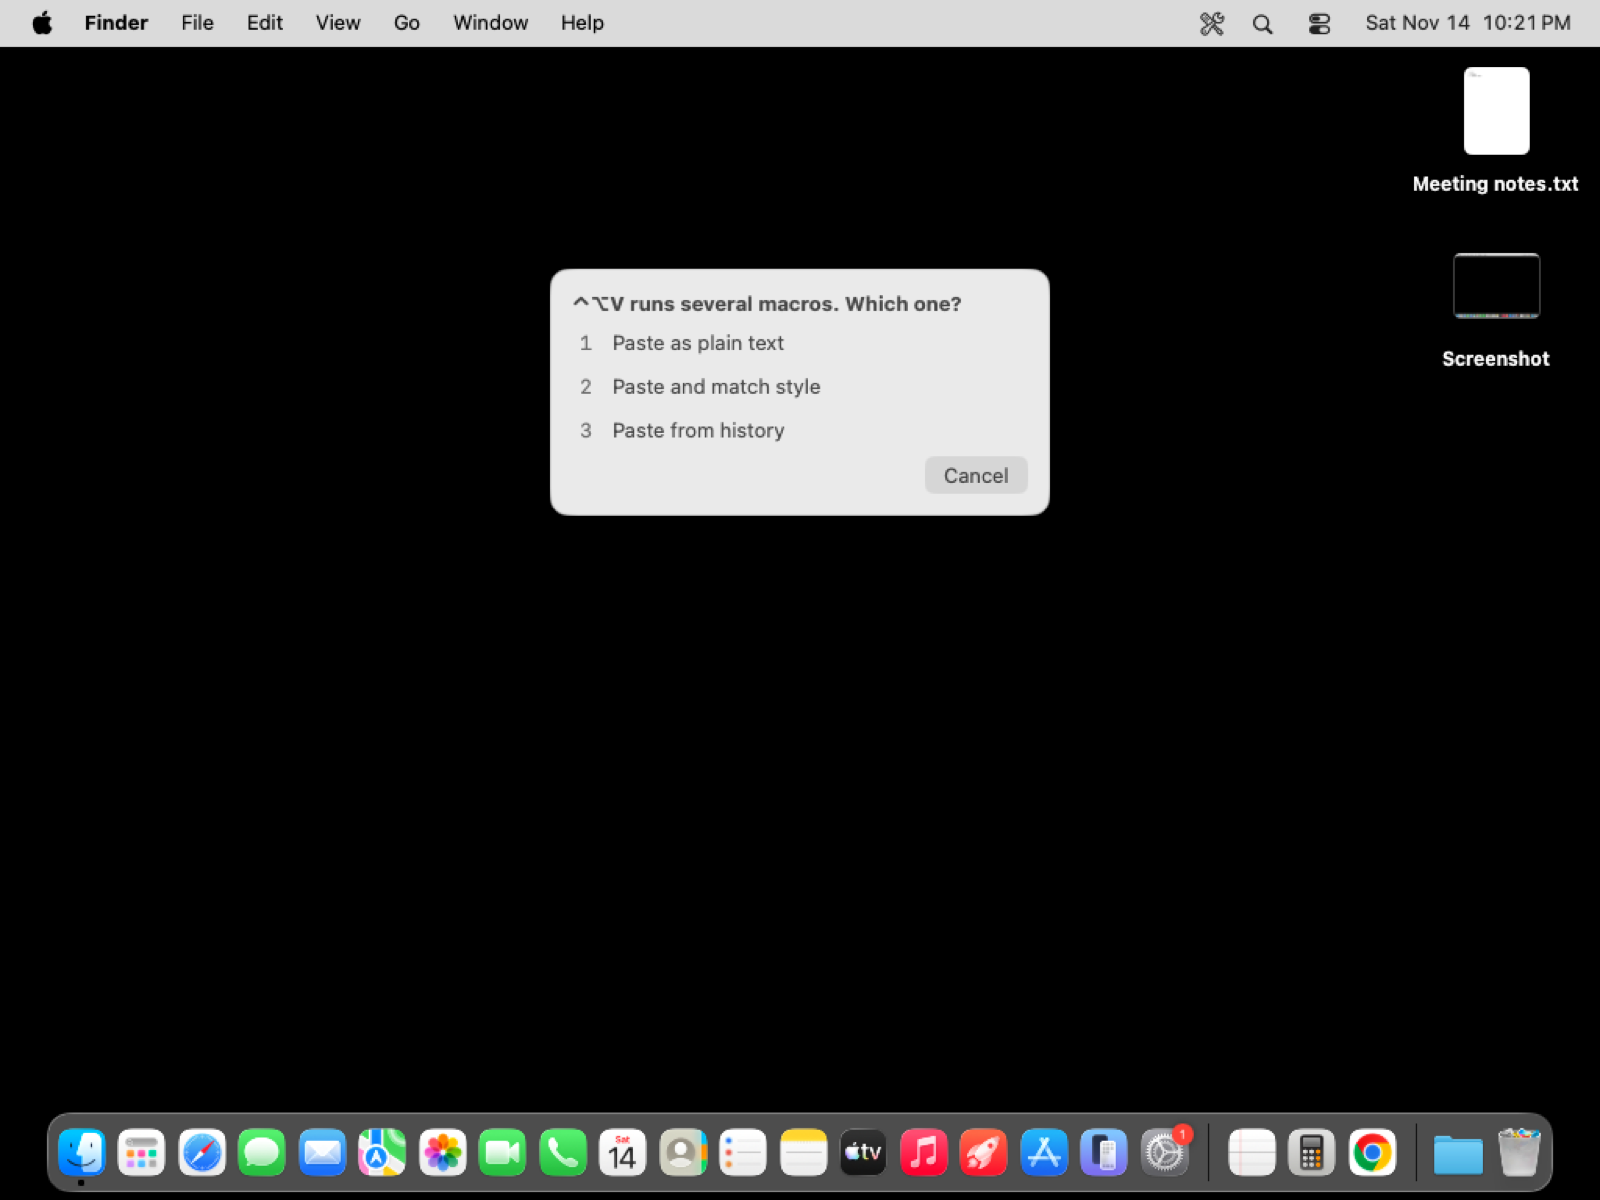 Finder File Edit View Go Window Help Sat Nov 14 10:21 PM
Meeting notes.txt
Screenshot
^⌥V runs several macros. Which one?
1 Paste as plain text
2 Paste and match style
3 Paste from history
Cancel
Sat
14
tv
1